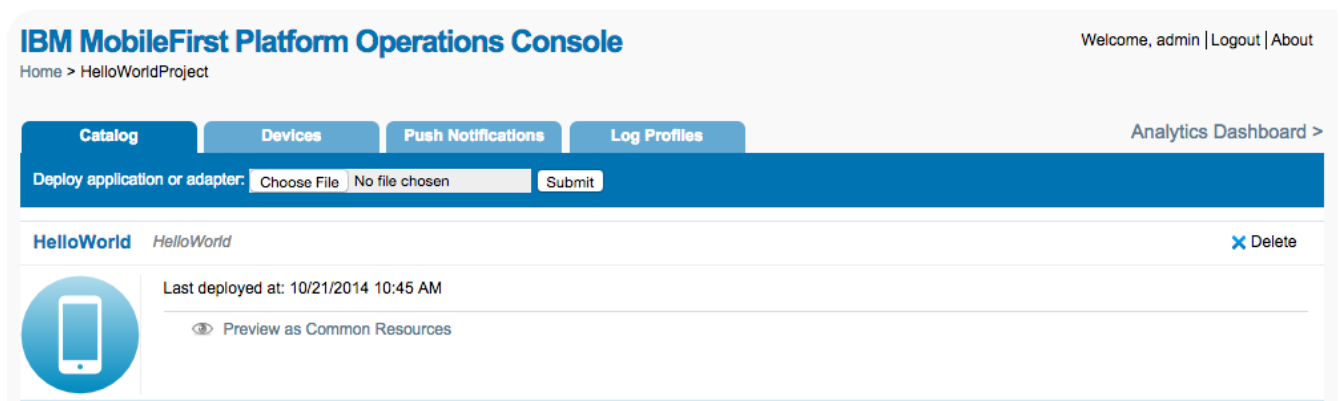 IBM MobileFirst Platform Operations Console
Welcome, admin | Logout | About
Home > HelloWorldProject
Catalog Devices Push Notifications Log Profiles Analytics Dashboard >
Deploy application or adapter: Choose File No file chosen Submit
HelloWorld HelloWorld Delete
Last deployed at: 10/21/2014 10:45 AM
Preview as Common Resources